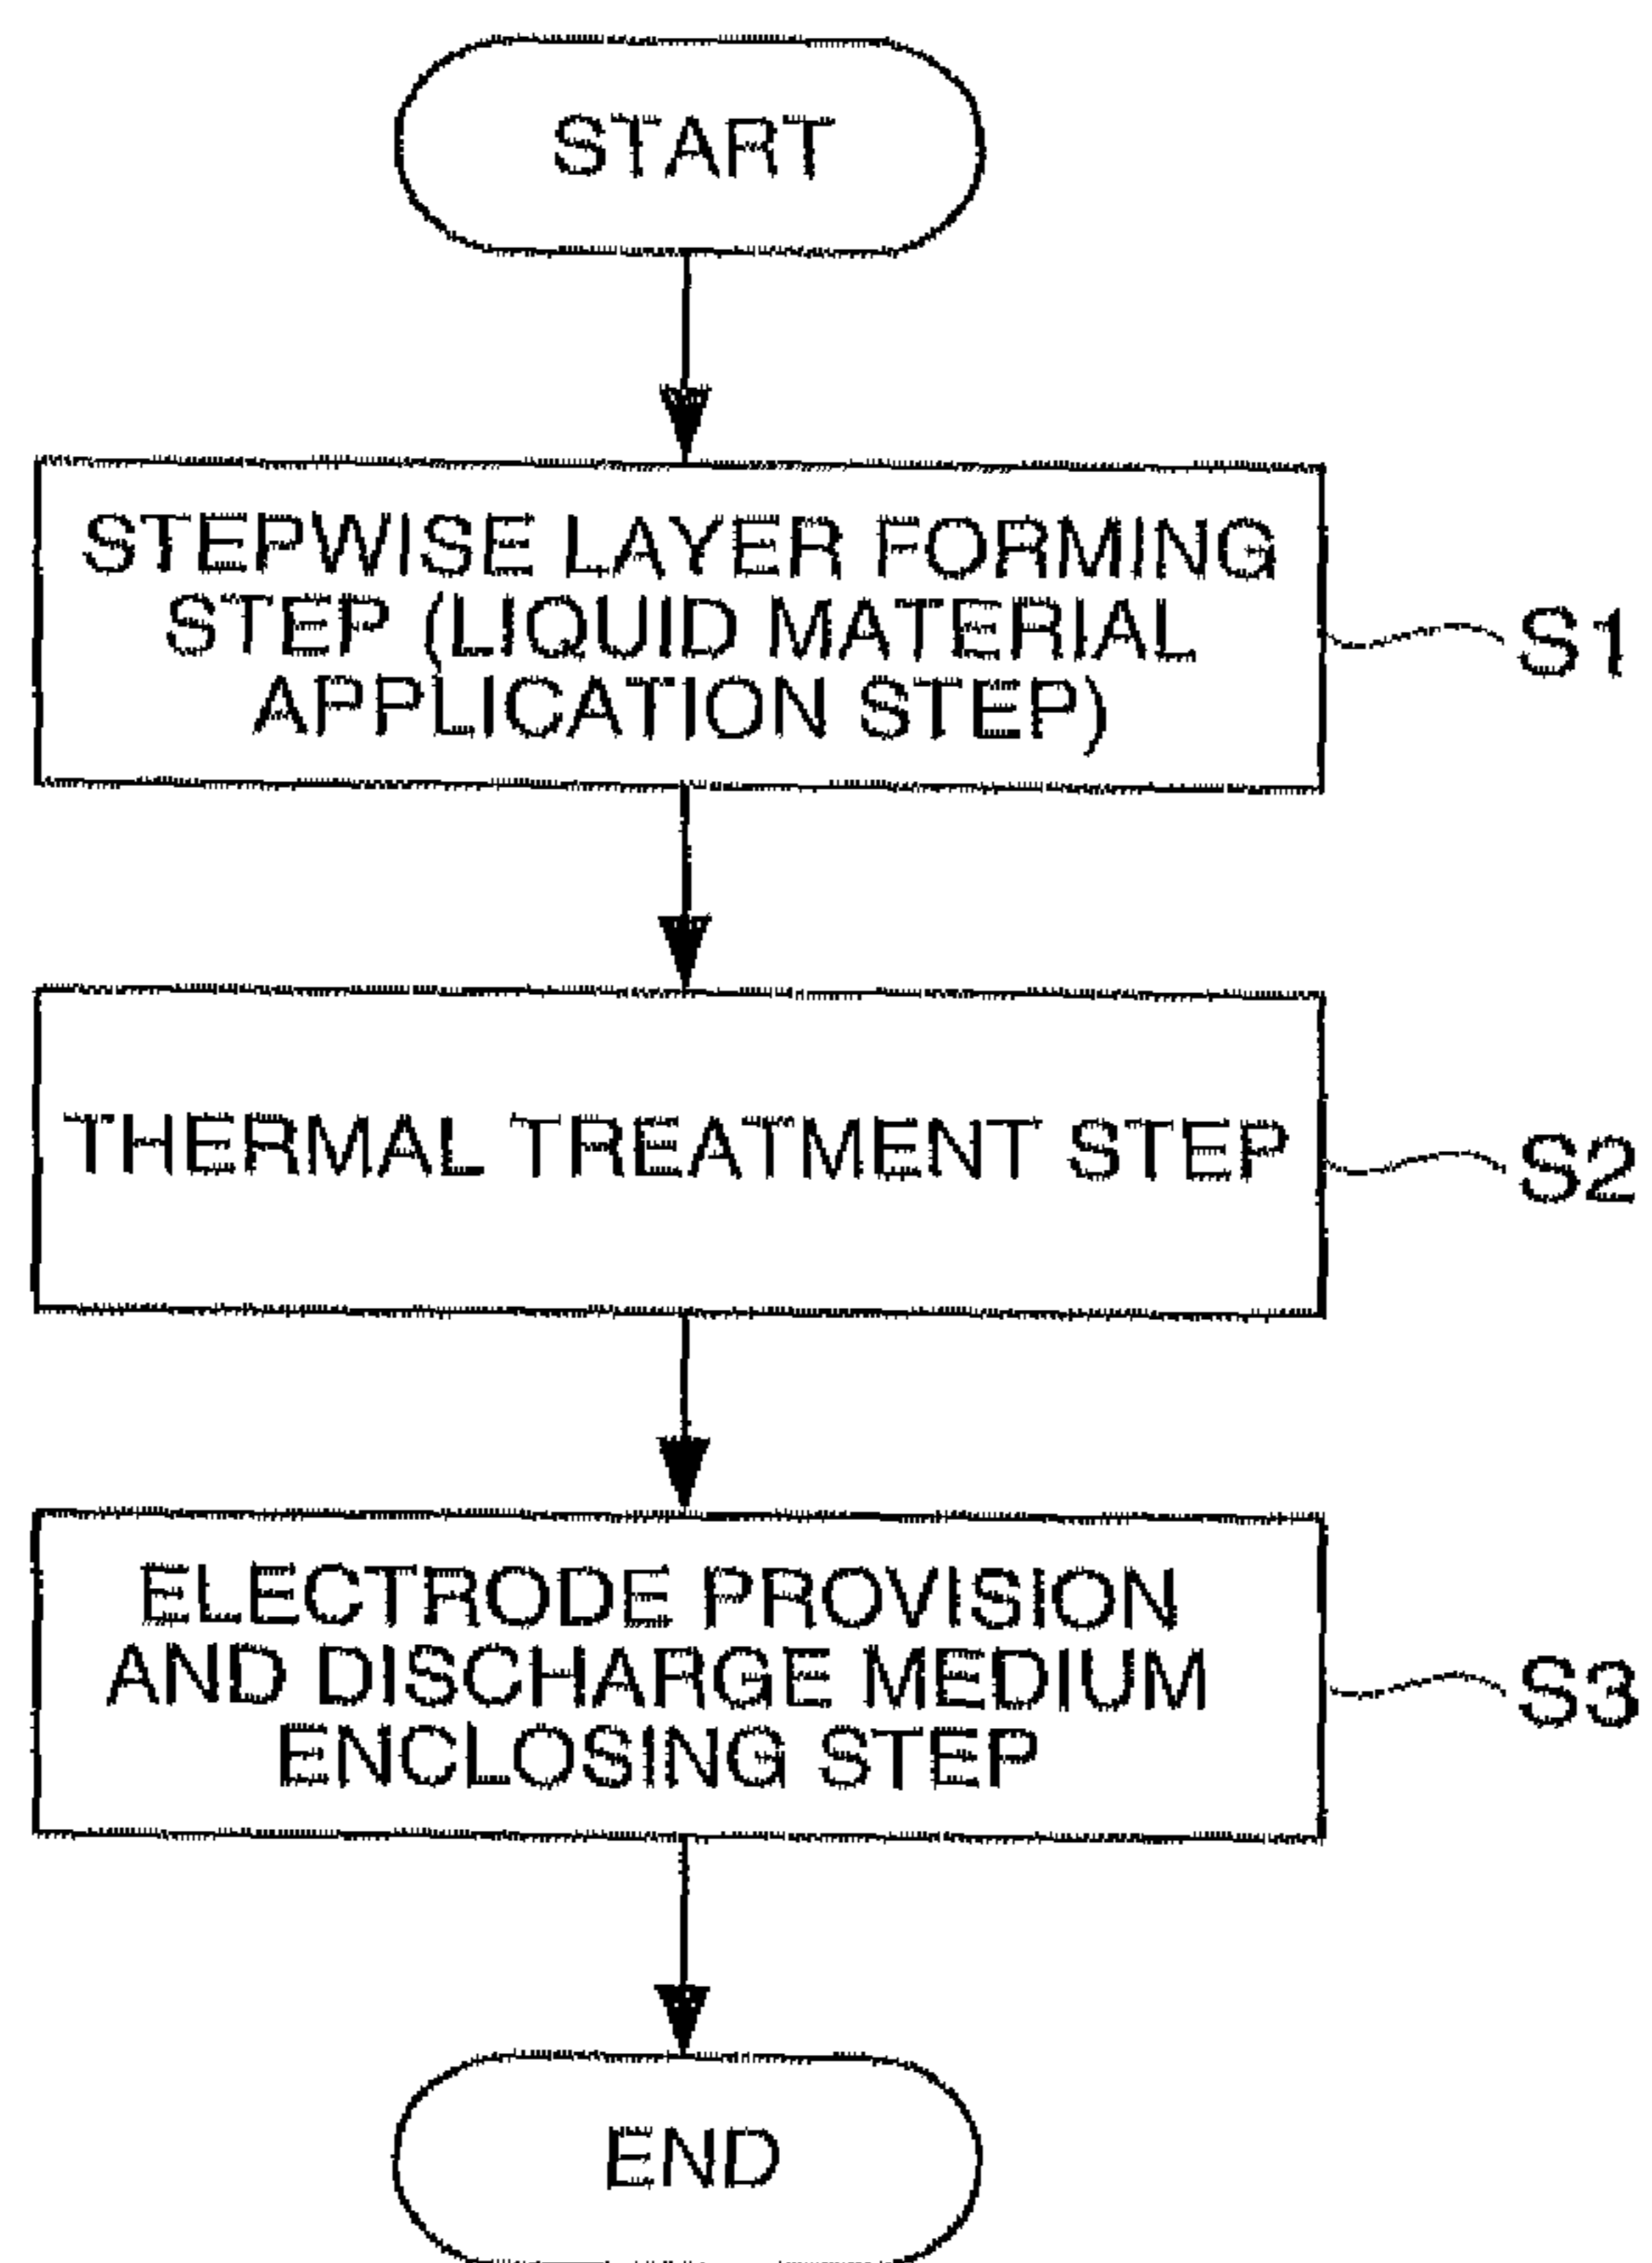 START
STEPWISE LAYER FORMING
STEP (LIQUID MATERIAL
APPLICATION STEP)
S1
THERMAL TREATMENT STEP
S2
ELECTRODE PROVISION
AND DISCHARGE MEDIUM
ENCLOSING STEP
S3
END